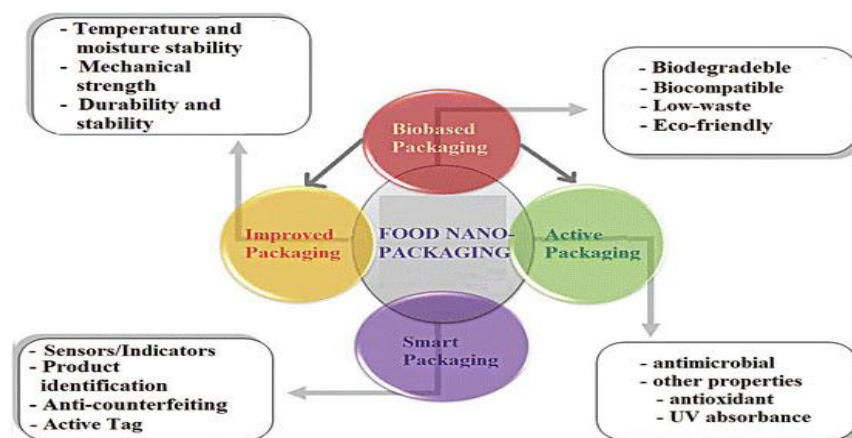 - Temperature and
moisture stability
- Mechanical
strength
- Durability and
stability
- Biodegradeble
- Biocompatible
- Low-waste
- Eco-friendly
Biobased
Packaging
Improved
Packaging
FOOD NANO-
PACKAGING
Active
Packaging
Smart
Packaging
- Sensors/Indicators
- Product
identification
- Anti-counterfeiting
- Active Tag
- antimicrobial
- other properties
- antioxidant
- UV absorbance